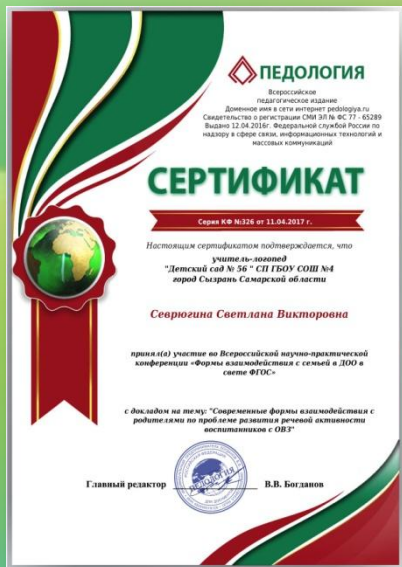 ПЕДОЛОГИЯ
Всероссийское
педагогическое издание
Доменное имя в сети интернет pedologiya.ru
Свидетельство о регистрации СМИ ЭЛ № ФС 77 - 65289
Выдано 12.04.2016г. Федеральной службой России по
надзору в сфере связи, информационных технологий и
массовых коммуникаций
СЕРТИФИКАТ
Серия КФ №326 от 11.04.2017 г.
Настоящим сертификатом подтверждается, что
учитель-логопед
"Детский сад № 56 " СП ГБОУ СОШ №4
город Сызрань Самарской области
Севрюгина Светлана Викторовна
принял(а) участие во Всероссийской научно-практической
конференции «Формы взаимодействия с семьей в ДОО в
свете ФГОС»
с докладом на тему: "Современные формы взаимодействия с
родителями по проблеме развития речевой активности
воспитанников с ОВЗ"
Главный редактор В.В. Богданов
ПЕДОЛОГИЯ